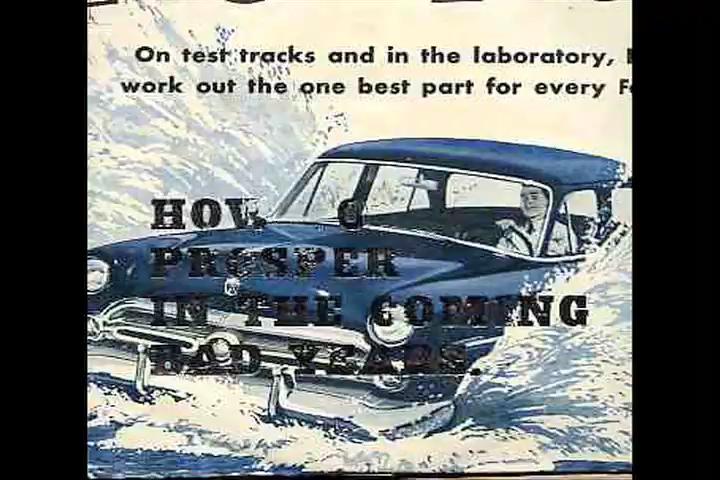 On test tracks and in the laboratory,
work out the one best part for every
HOW
PROSPER
IN THE COMING
BAD YEARS.